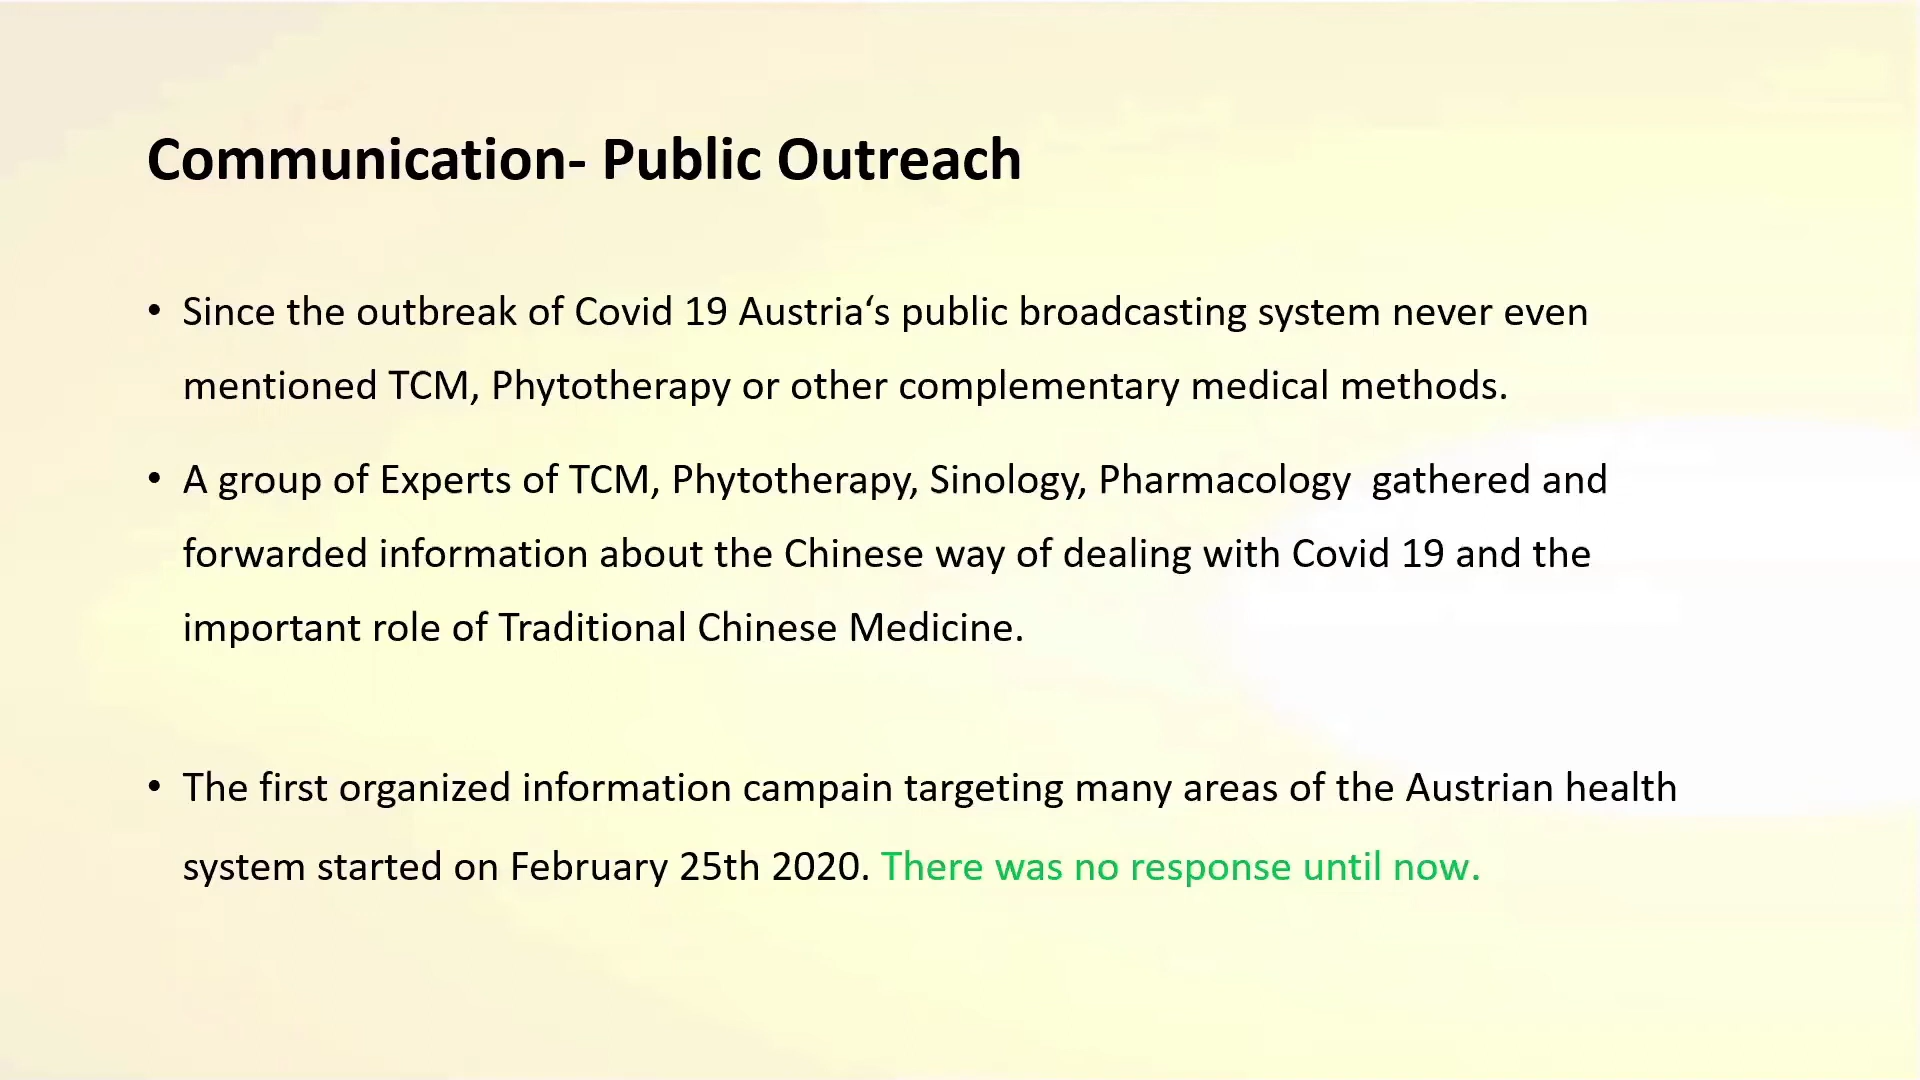 Communication- Public Outreach
• Since the outbreak of Covid 19 Austria‘s public broadcasting system never even
mentioned TCM, Phytotherapy or other complementary medical methods.
• A group of Experts of TCM, Phytotherapy, Sinology, Pharmacology  gathered and
forwarded information about the Chinese way of dealing with Covid 19 and the
important role of Traditional Chinese Medicine.
• The first organized information campain targeting many areas of the Austrian health
system started on February 25th 2020. There was no response until now.